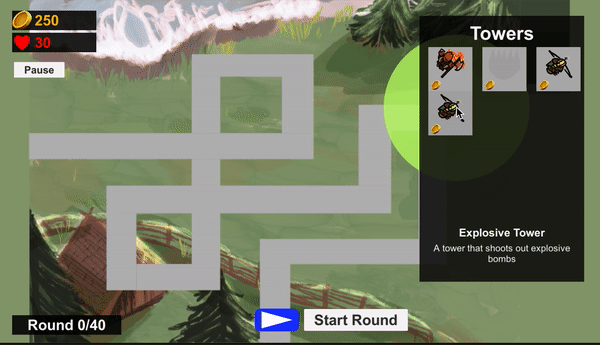 250
30
Pause
Towers
Explosive Tower
A tower that shoots out explosive
bombs
Round 0/40
Start Round